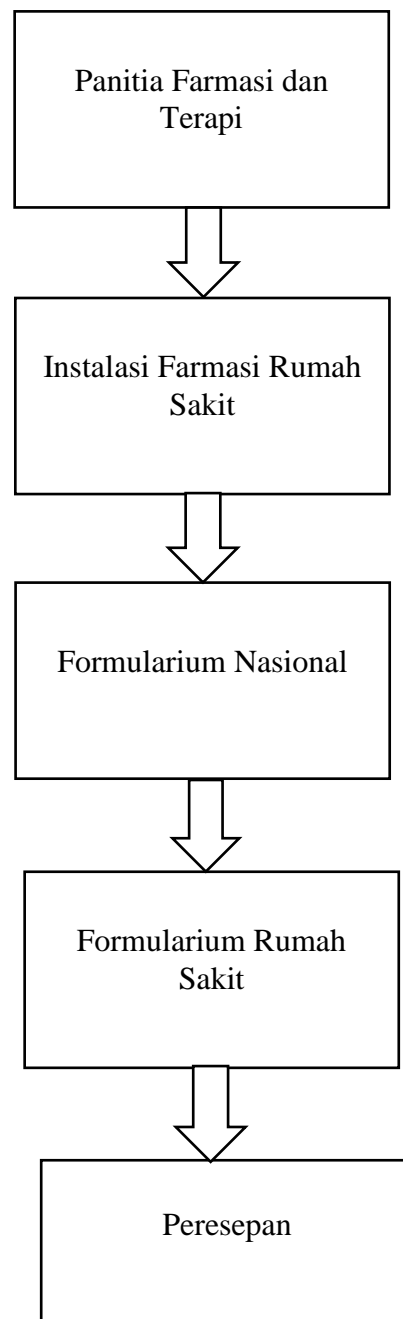 Panitia Farmasi dan
Terapi
Instalasi Farmasi Rumah
Sakit
Formularium Nasional
Formularium Rumah
Sakit
Peresepan